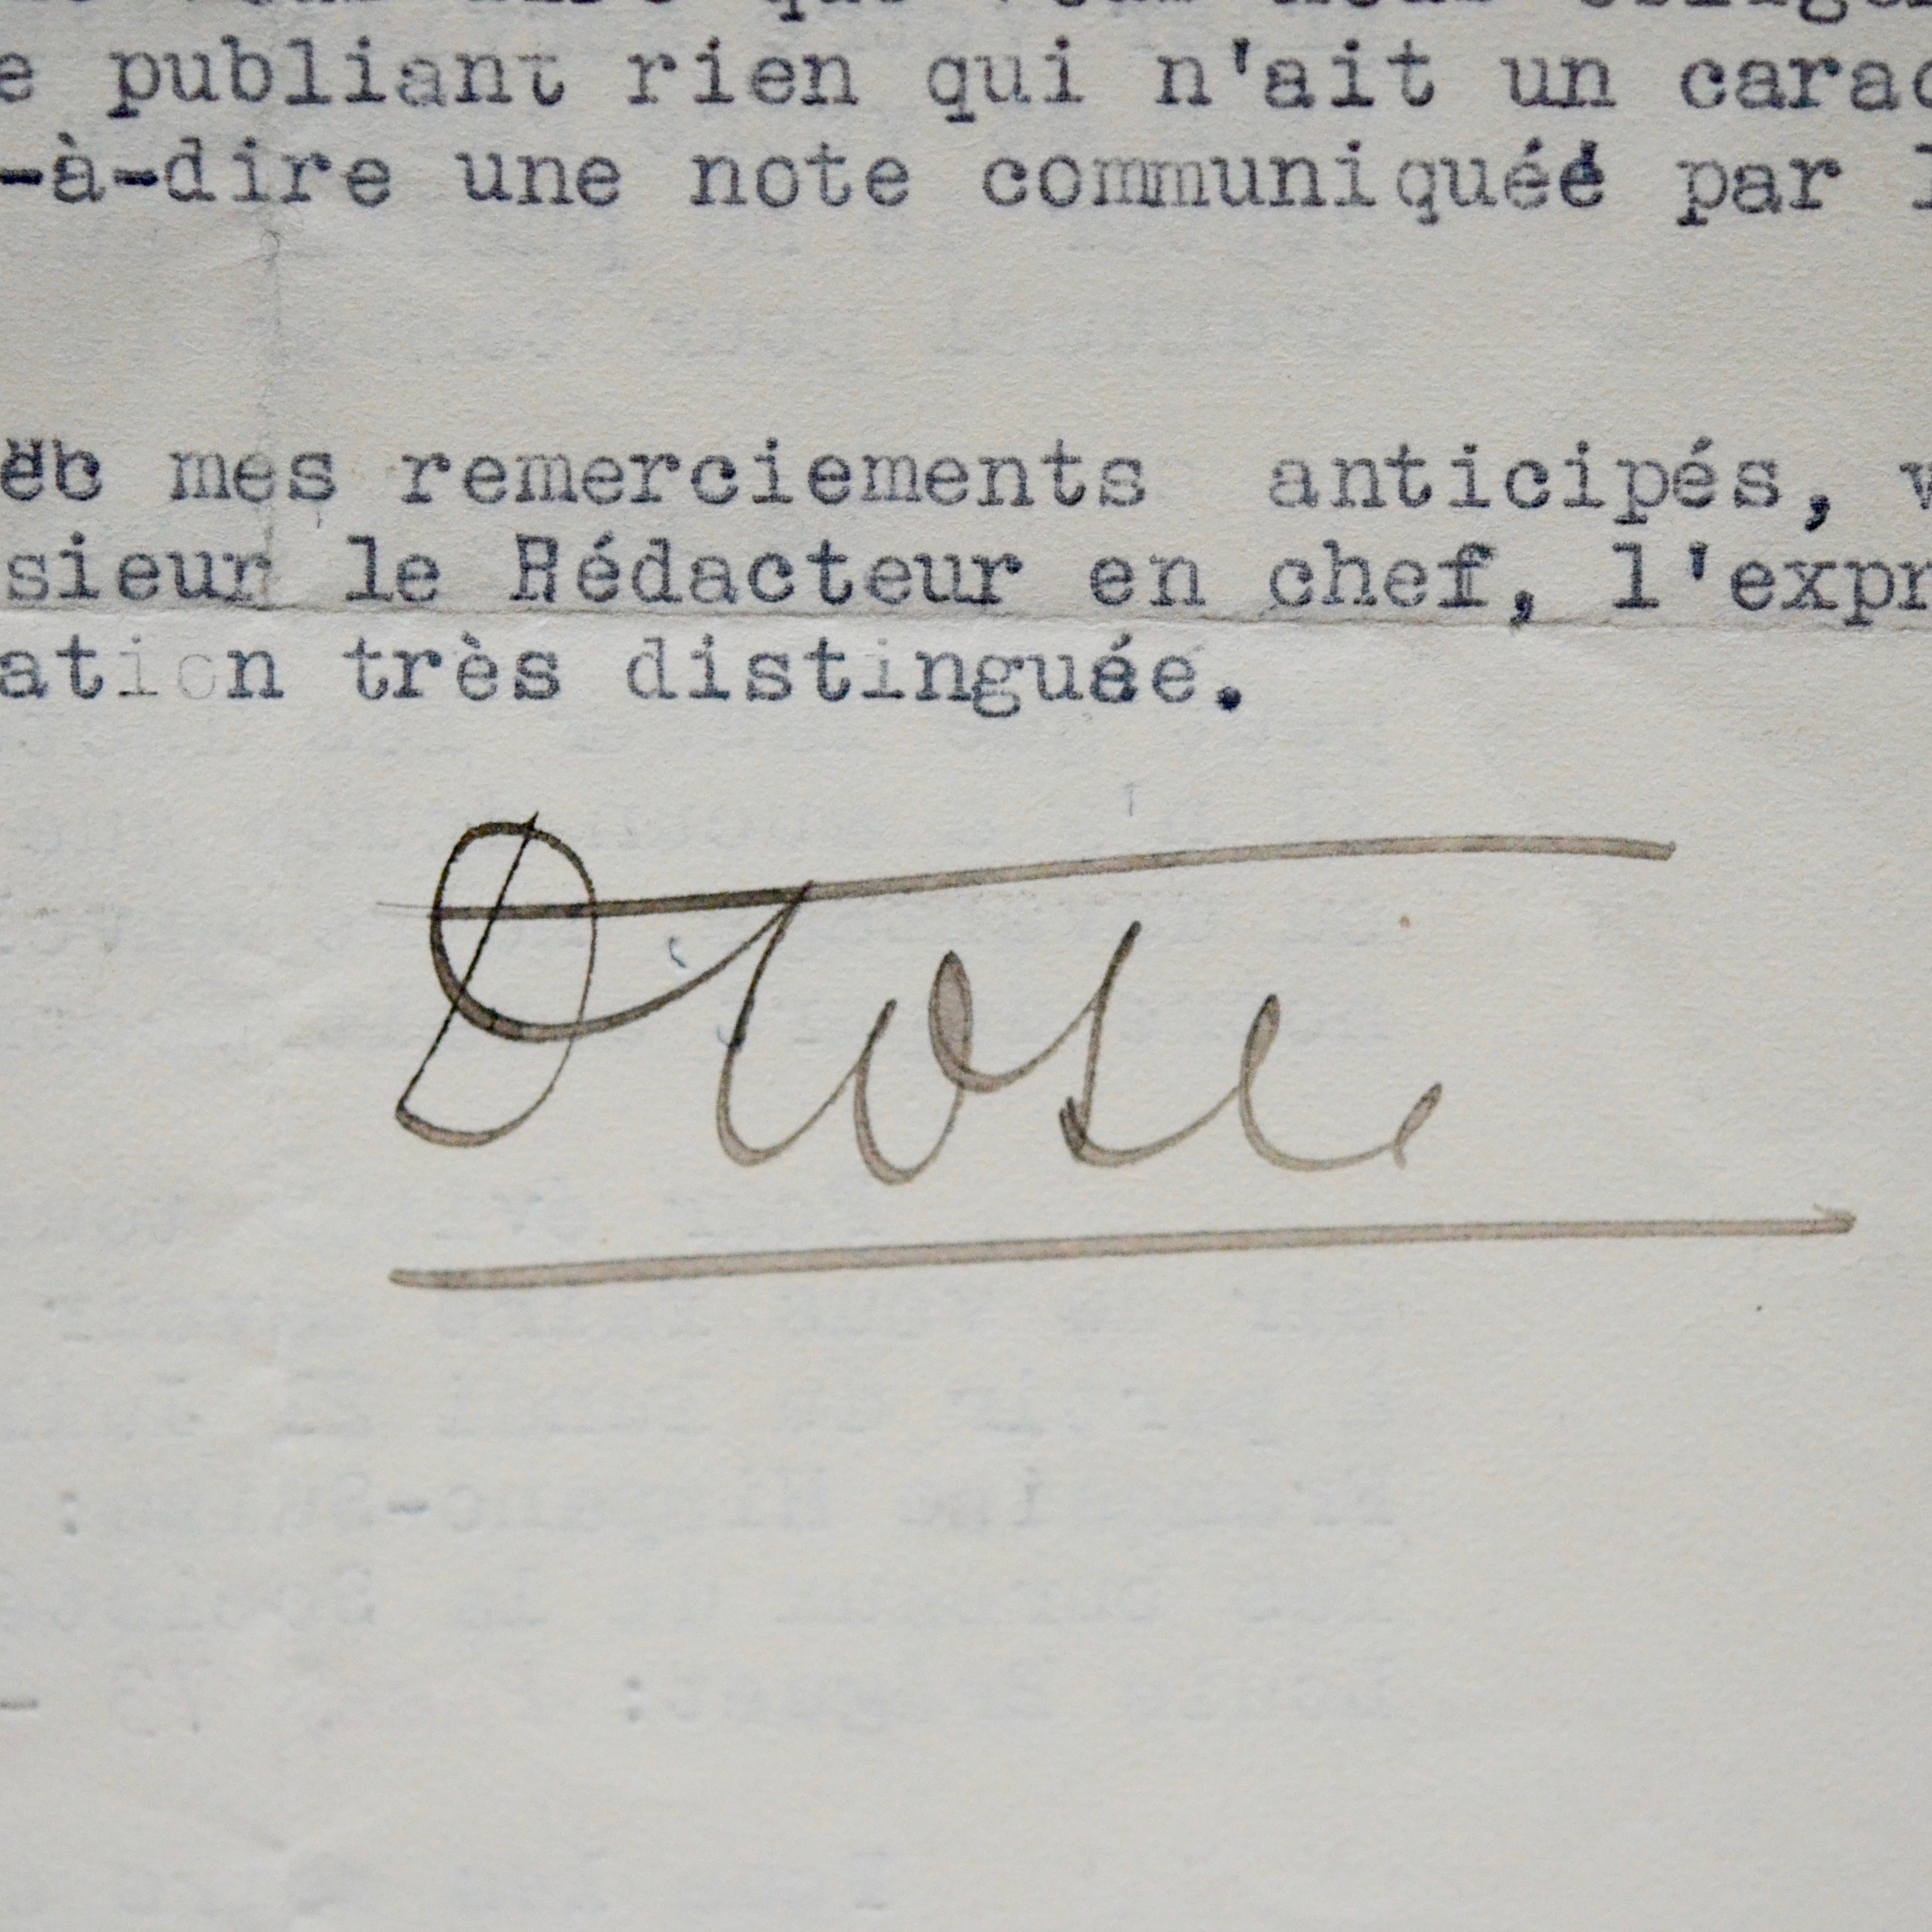 e publiant rien qui n'ait un carac
-à-dire une note communiquéé par l
mes remerciements anticipés, v
sieur le Rédacteur en chef, l'expr
ation très distinguée.